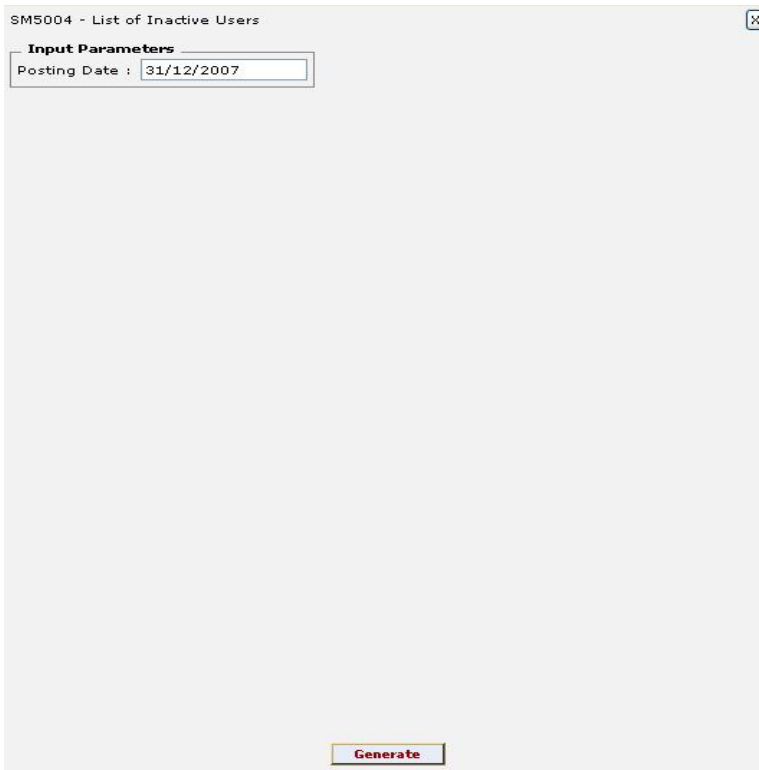 SM5004 - List of Inactive Users
Input Parameters
Posting Date : 31/12/2007
Generate